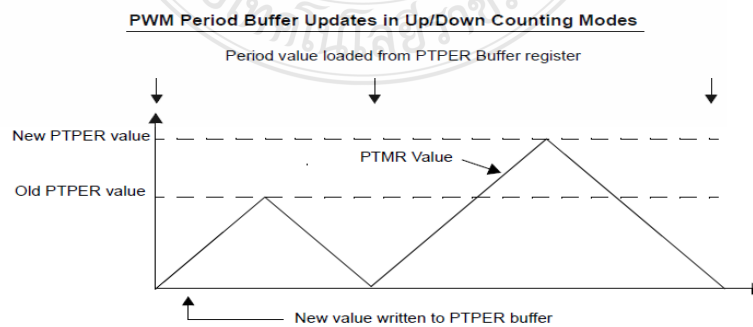 PWM Period Buffer Updates in Up/Down Counting Modes
Period value loaded from PTPER Buffer register
New PTPER value
PTMR Value
Old PTPER value
New value written to PTPER buffer